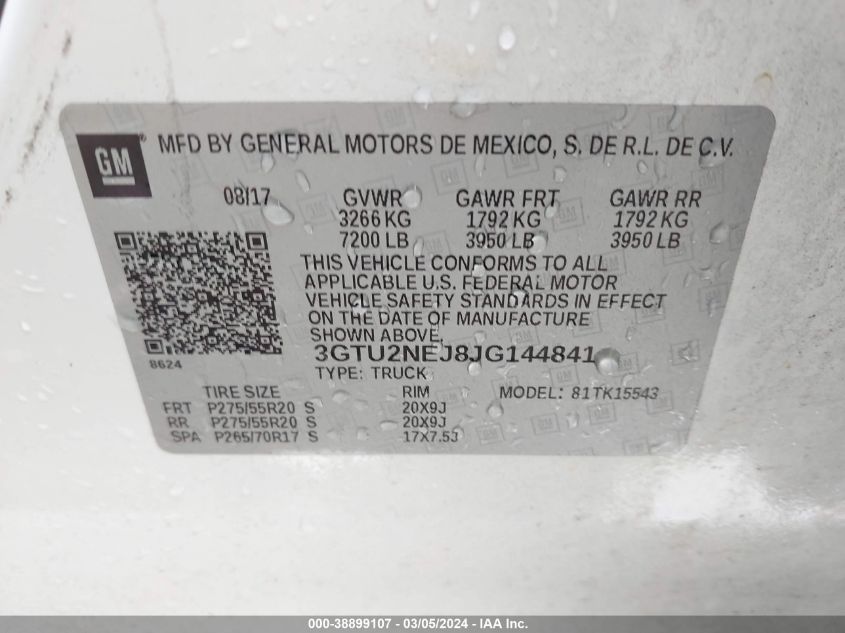 GM MFD BY GENERAL MOTORS DE MEXICO, S. DE R.L. DE C.V.
08/17 GVWR GAWR FRT GAWR RR
3266 KG 1792 KG 1792 KG
7200 LB 3950 LB 3950 LB
THIS VEHICLE CONFORMS TO ALL
APPLICABLE U.S. FEDERAL MOTOR
VEHICLE SAFETY STANDARDS IN EFFECT
ON THE DATE OF MANUFACTURE
SHOWN ABOVE.
3GTU2NEJ8JG144841
8624
TYPE: TRUCK
TIRE SIZE RIM MODEL: 81TK15543
FRT P275/55R20 S 20X9J
RR P275/55R20 S 20X9J
SPA P265/70R17 S 17X7.5J
000-38899107 - 03/05/2024 - IAA Inc.